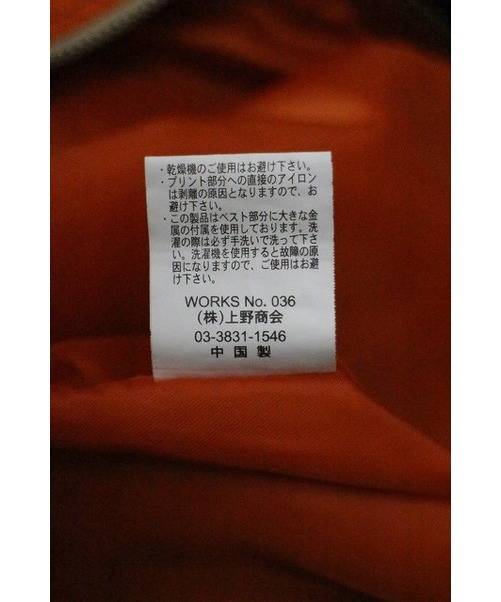 ・乾燥機のご使用はお避け下さい。
・プリント部分への直接のアイロン
は剥離の原因となりますので、お
避け下さい。
・この製品はベスト部分に大きな金
属の付属を使用しております。洗
濯の際は必ず手洗いで洗って下さ
い。洗濯機を使用すると故障の原
因になりますので、ご使用はお避
け下さい。
WORKS No. 036
(株)上野商会
03-3831-1546
中国製